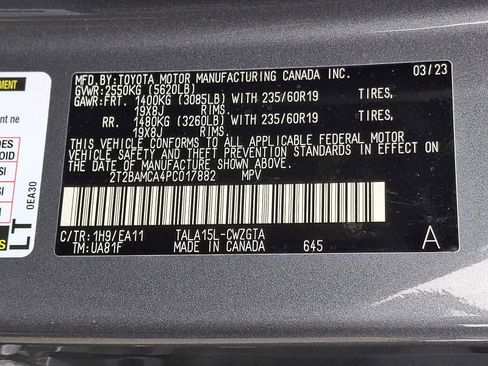 MFD.BY:TOYOTA MOTOR MANUFACTURING CANADA INC. 03/23
GVWR:2550KG (5620LB)
GAWR:FRT. 1400KG (3085LB) WITH 235/60R19 TIRES,
19X8J RIMS.
RR. 1480KG (3260LB) WITH 235/60R19 TIRES,
19X8J RIMS.
THIS VEHICLE CONFORMS TO ALL APPLICABLE FEDERAL MOTOR
VEHICLE SAFETY AND THEFT PREVENTION STANDARDS IN EFFECT ON
THE DATE OF MANUFACTURE SHOWN ABOVE.
2T2BAMCA4PC017882 MPV
C/TR:1H9/EA11 TALA15L-CWZGTA A
TM:UA81F MADE IN CANADA 645
LT
0EA30